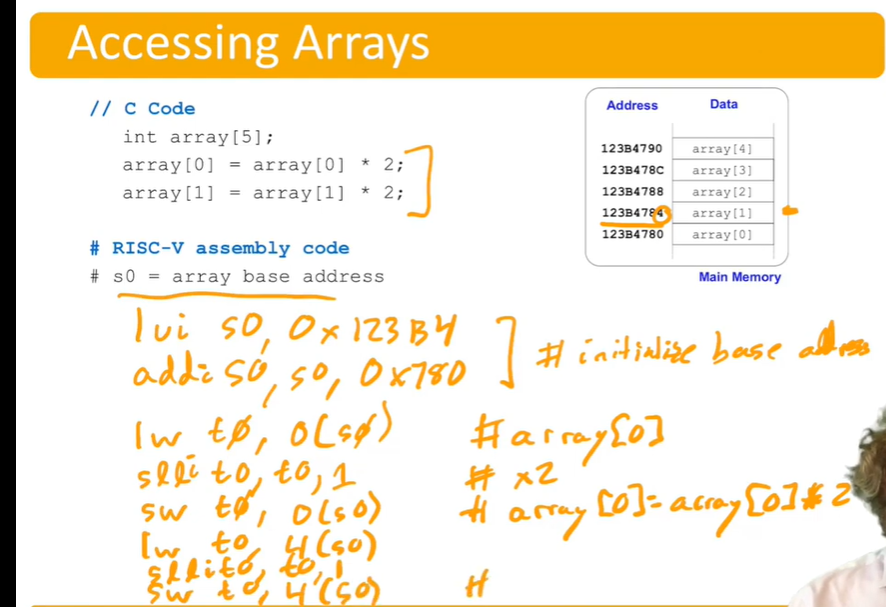 Accessing Arrays
// C Code
int array[5];
array[0] = array[0] * 2;
array[1] = array[1] * 2;
Address Data
123B4790 array[4]
123B478C array[3]
123B4788 array[2]
123B4784 array[1]
123B4780 array[0]
Main Memory
# RISC-V assembly code
# s0 = array base address
lui s0, 0x123B4
addi s0, s0, 0x780 # initialize base address
lw t0, 0(s0) # array[0]
slli t0, t0, 1 # x2
sw t0, 0(s0) # array[0]=array[0]*2
lw t0, 4(s0)
slli t0, t0, 1
sw t0, 4(s0) #